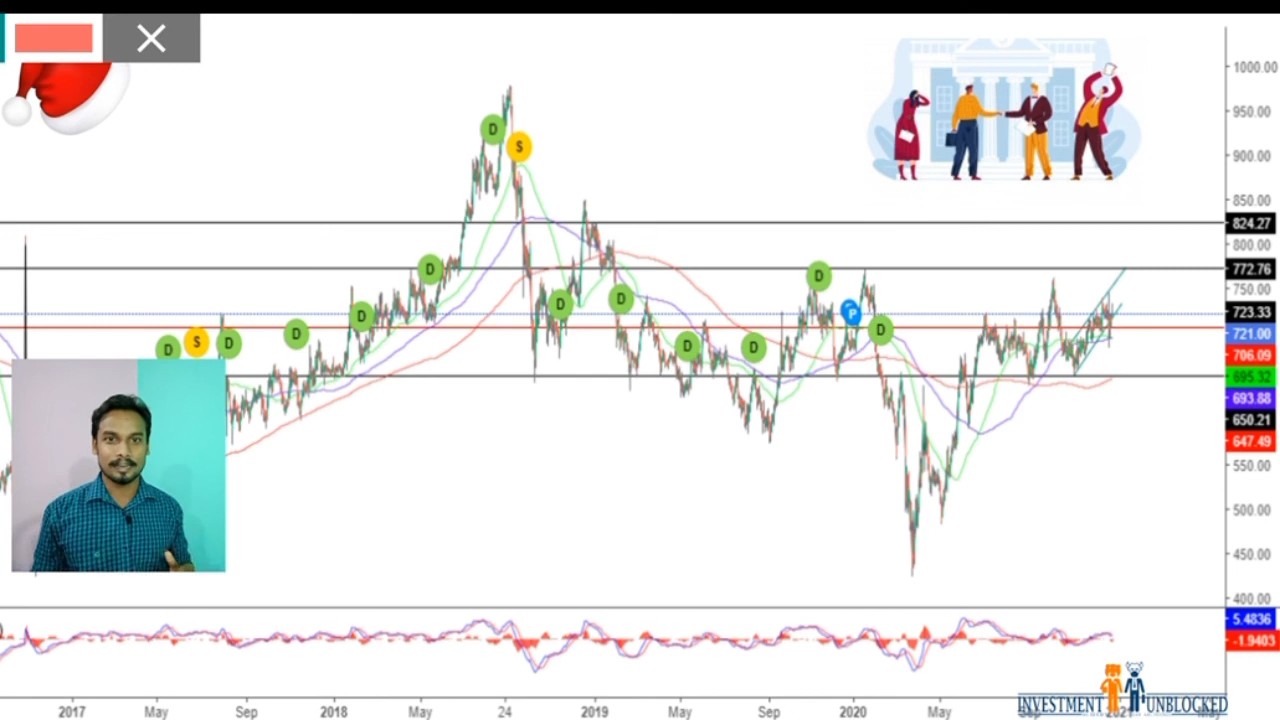 1000.00
950.00
900.00
850.00
824.27
800.00
772.76
750.00
723.33
721.00
706.09
695.32
693.88
650.21
647.49
550.00
500.00
450.00
400.00
5.4836
-1.9403
D
S
D
D
D
D
D
D
D
D
P
D
D
S
D
INVESTMENT UNBLOCKED
2017 May Sep 2018 May 24 2019 May Sep 2020 May Sep 2021